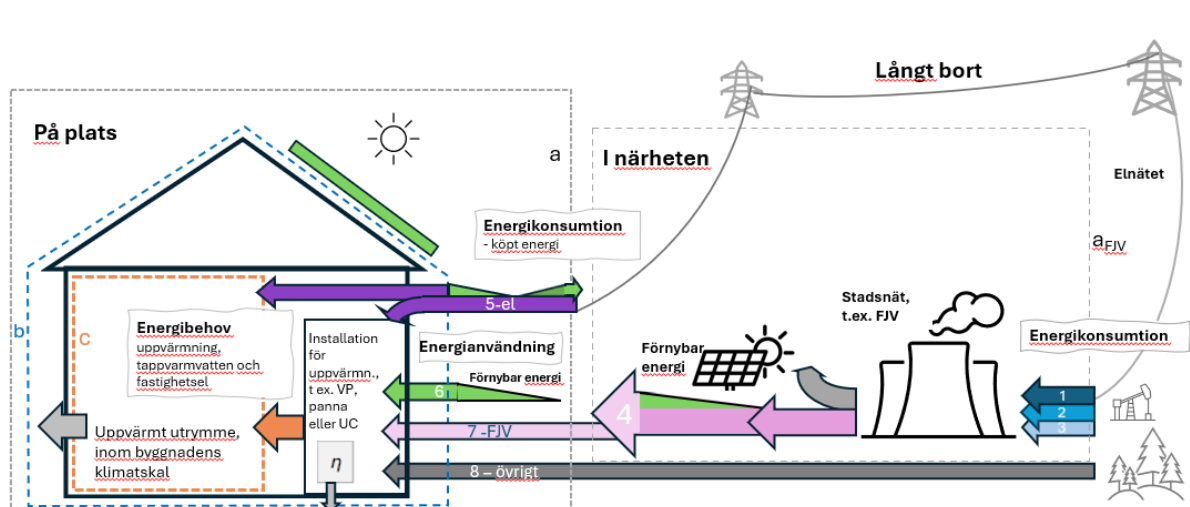 Långt bort
På plats
a
I närheten
Elnätet
Energikonsumtion
- köpt energi
a FJV
5-el
Stadsnät,
t.ex. FJV
b
c
Energibehov
uppvärmning,
tappvarmvatten och
fastighetsel
Installation
för
uppvärmn.,
t ex. VP,
panna
eller UC
η
Energianvändning
Förnybar energi
6
Förnybar
energi
Energikonsumtion
1
2
3
4
7 -FJV
Uppvärmt utrymme,
inom byggnadens
klimatskal
8 – övrigt